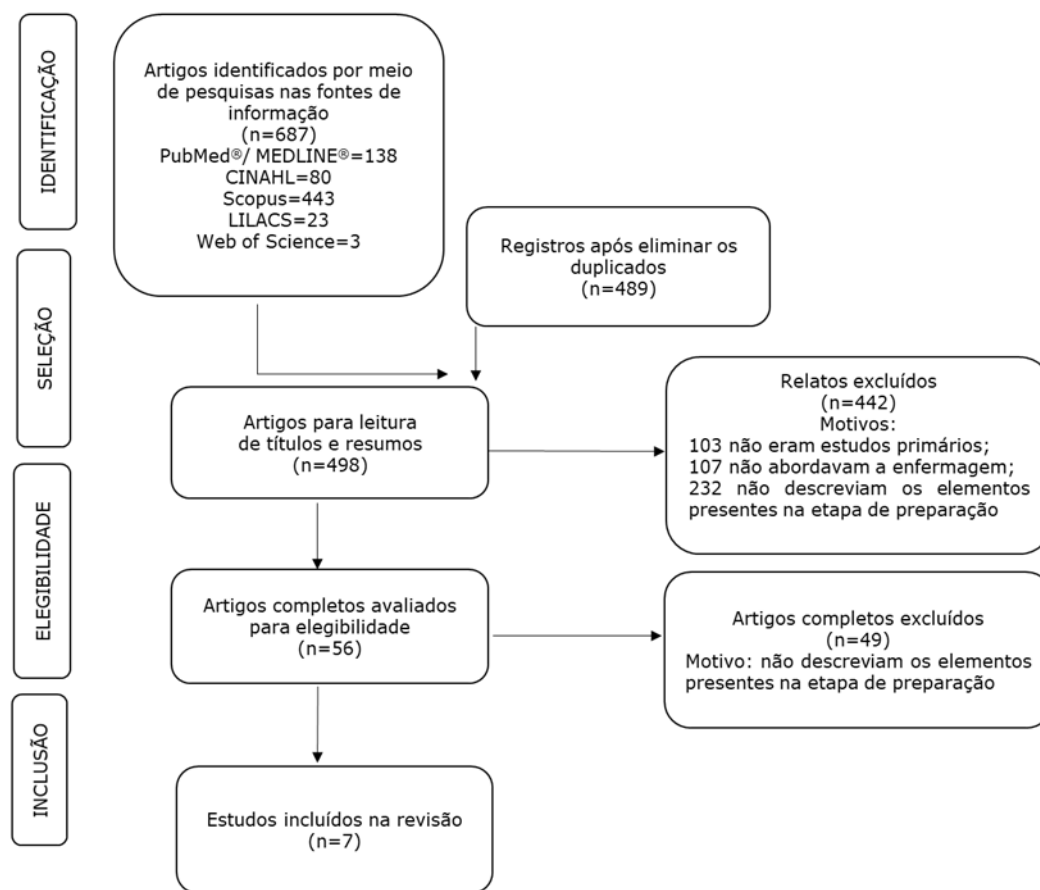 IDENTIFICAÇÃO
Artigos identificados por meio
de pesquisas nas fontes de
informação
(n=687)
PubMed®/ MEDLINE®=138
CINAHL=80
Scopus=443
LILACS=23
Web of Science=3
Registros após eliminar os
duplicados
(n=489)
SELEÇÃO
Artigos para leitura
de títulos e resumos
(n=498)
Relatos excluídos
(n=442)
Motivos:
103 não eram estudos primários;
107 não abordavam a enfermagem;
232 não descreviam os elementos
presentes na etapa de preparação
ELEGIBILIDADE
Artigos completos avaliados
para elegibilidade
(n=56)
Artigos completos excluídos
(n=49)
Motivo: não descreviam os elementos
presentes na etapa de preparação
INCLUSÃO
Estudos incluídos na revisão
(n=7)